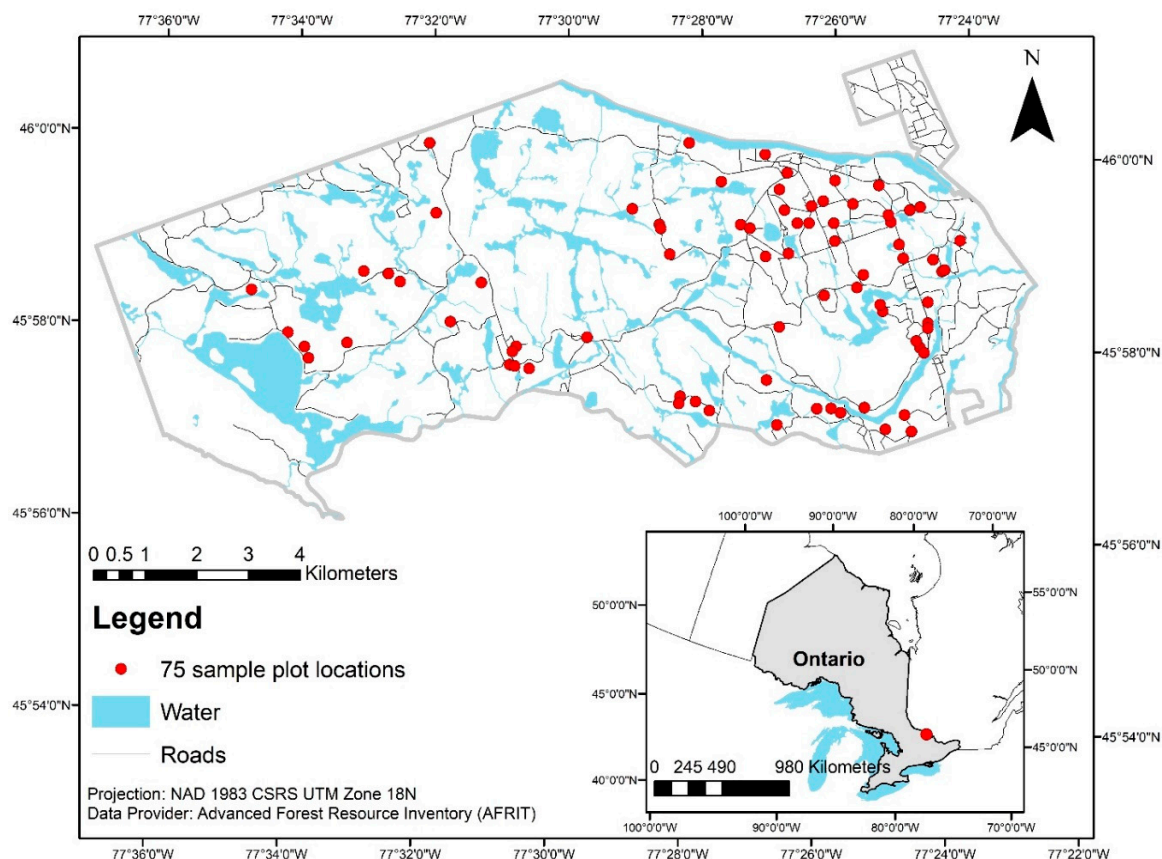 77°36'0"W 77°34'0"W 77°32'0"W 77°30'0"W 77°28'0"W 77°26'0"W 77°24'0"W
N
46°0'0"N
46°0'0"N
45°58'0"N
45°58'0"N
45°56'0"N
45°56'0"N
45°54'0"N
45°54'0"N
0 0.5 1 2 3 4
Kilometers
Legend
75 sample plot locations
Water
Roads
Projection: NAD 1983 CSRS UTM Zone 18N
Data Provider: Advanced Forest Resource Inventory (AFRIT)
100°0'0"W 90°0'0"W 80°0'0"W 70°0'0"W
55°0'0"N
50°0'0"N
50°0'0"N
Ontario
45°0'0"N
45°0'0"N
40°0'0"N
0 245 490 980 Kilometers
100°0'0"W 90°0'0"W 80°0'0"W 70°0'0"W
77°36'0"W 77°34'0"W 77°32'0"W 77°30'0"W 77°28'0"W 77°26'0"W 77°24'0"W 77°22'0"W